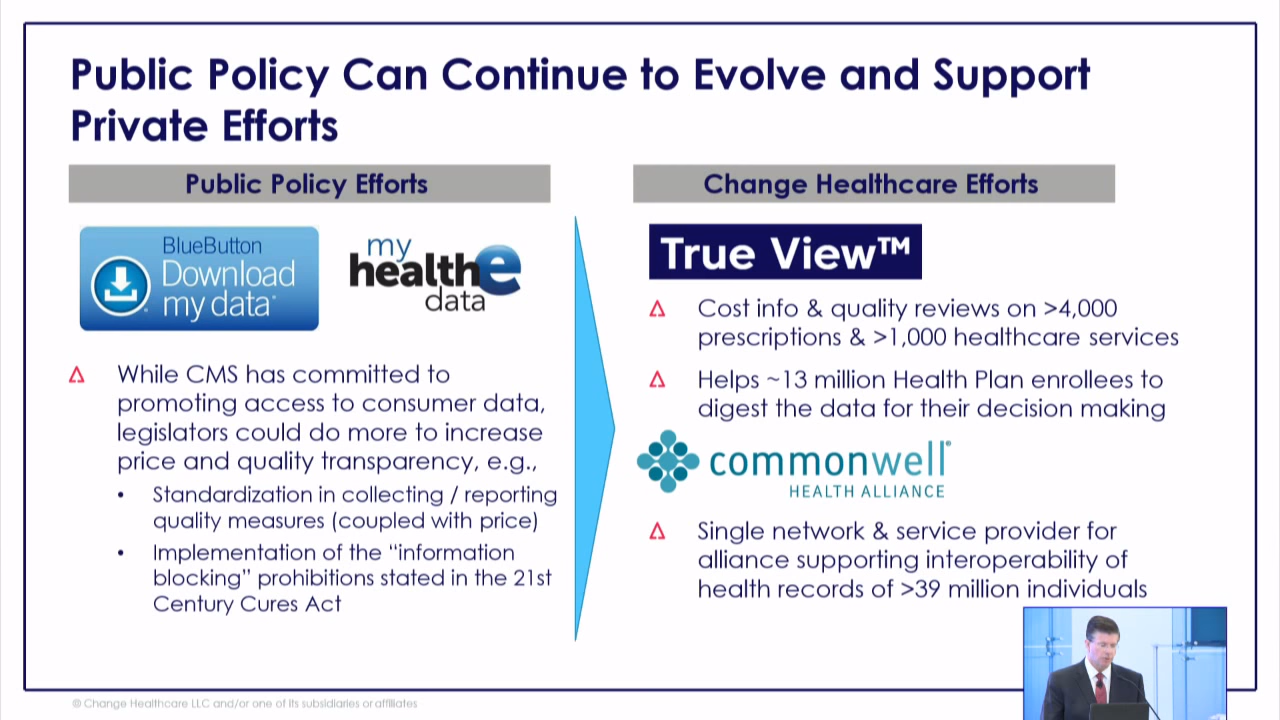 Public Policy Can Continue to Evolve and Support
Private Efforts
Public Policy Efforts
BlueButton
Download
my data®
my
healthe
data
While CMS has committed to
promoting access to consumer data,
legislators could do more to increase
price and quality transparency, e.g.,
• Standardization in collecting / reporting
quality measures (coupled with price)
• Implementation of the “information
blocking” prohibitions stated in the 21st
Century Cures Act
Change Healthcare Efforts
True View™
Cost info & quality reviews on >4,000
prescriptions & >1,000 healthcare services
Helps ~13 million Health Plan enrollees to
digest the data for their decision making
commonwell®
HEALTH ALLIANCE
Single network & service provider for
alliance supporting interoperability of
health records of >39 million individuals
© Change Healthcare LLC and/or one of its subsidiaries or affiliates